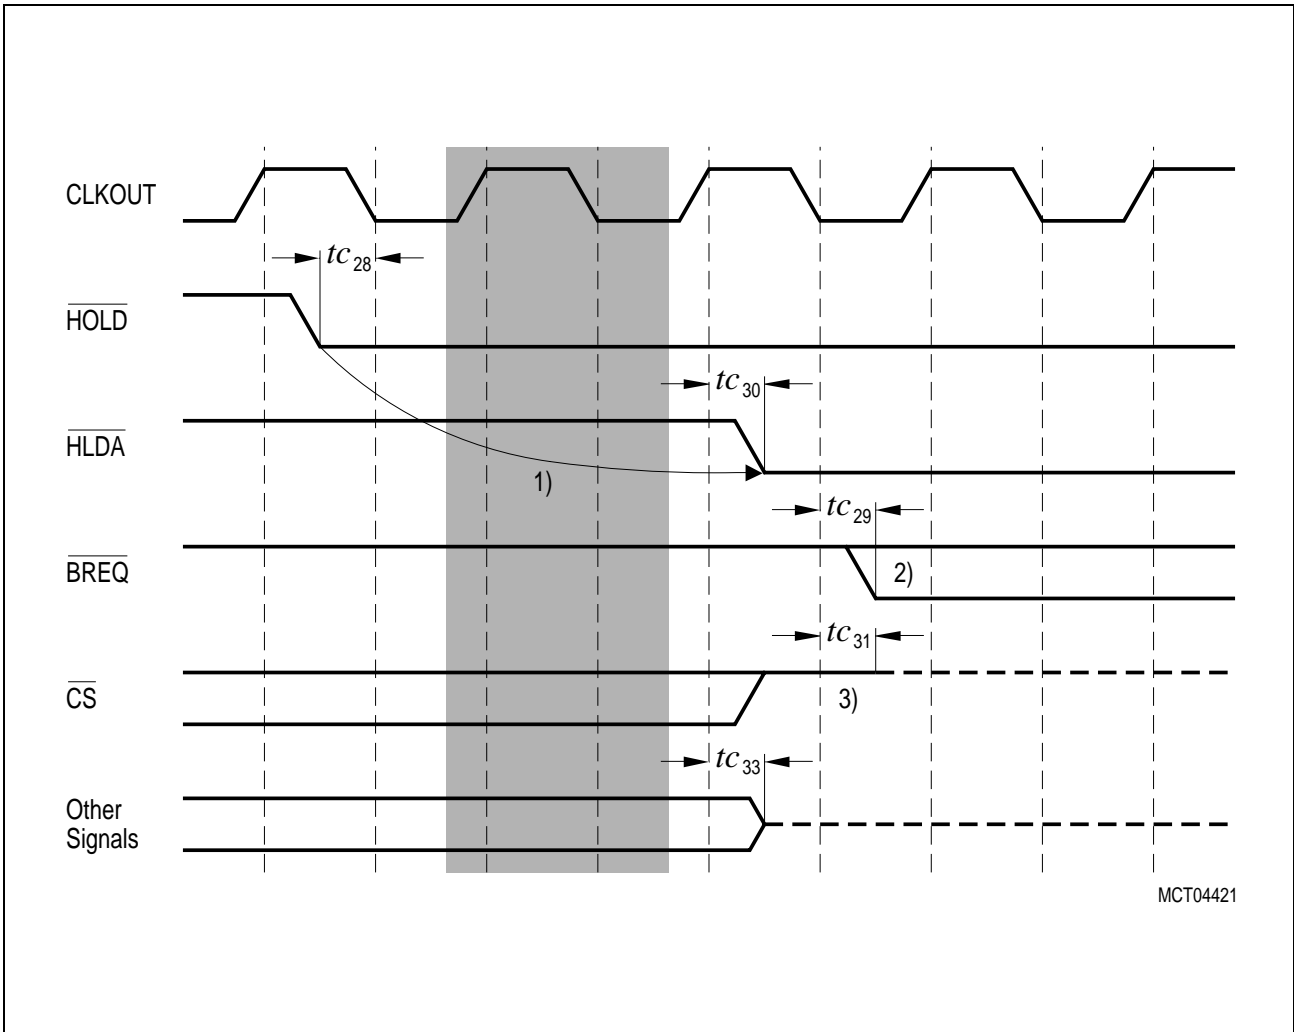 CLKOUT
tc28
HOLD
tc30
HLDA
1)
tc29
BREQ
2)
tc31
CS
3)
tc33
Other
Signals
MCT04421